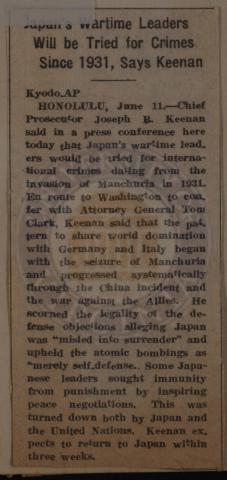 Japan's Wartime Leaders
Will be Tried for Crimes
Since 1931, Says Keenan
Kyodo-AP
HONOLULU, June 11.—Chief
Prosecutor Joseph B. Keenan
said in a press conference here
today that Japan's wartime lead-
ers would be tried for interna-
tional crimes dating from the
invasion of Manchuria in 1931.
En route to Washington to con-
fer with Attorney General Tom
Clark, Keenan said that the pat-
tern to share world domination
with Germany and Italy began
with the seizure of Manchuria
and progressed systematically
through the China incident and
the war against the Allies. He
scorned the legality of the de-
fense objections alleging Japan
was "misled into surrender" and
upheld the atomic bombings as
"merely self-defense.. Some Japa-
nese leaders sought immunity
from punishment by inspiring
peace negotiations. This was
turned down both by Japan and
the United Nations. Keenan ex-
pects to return to Japan within
three weeks.